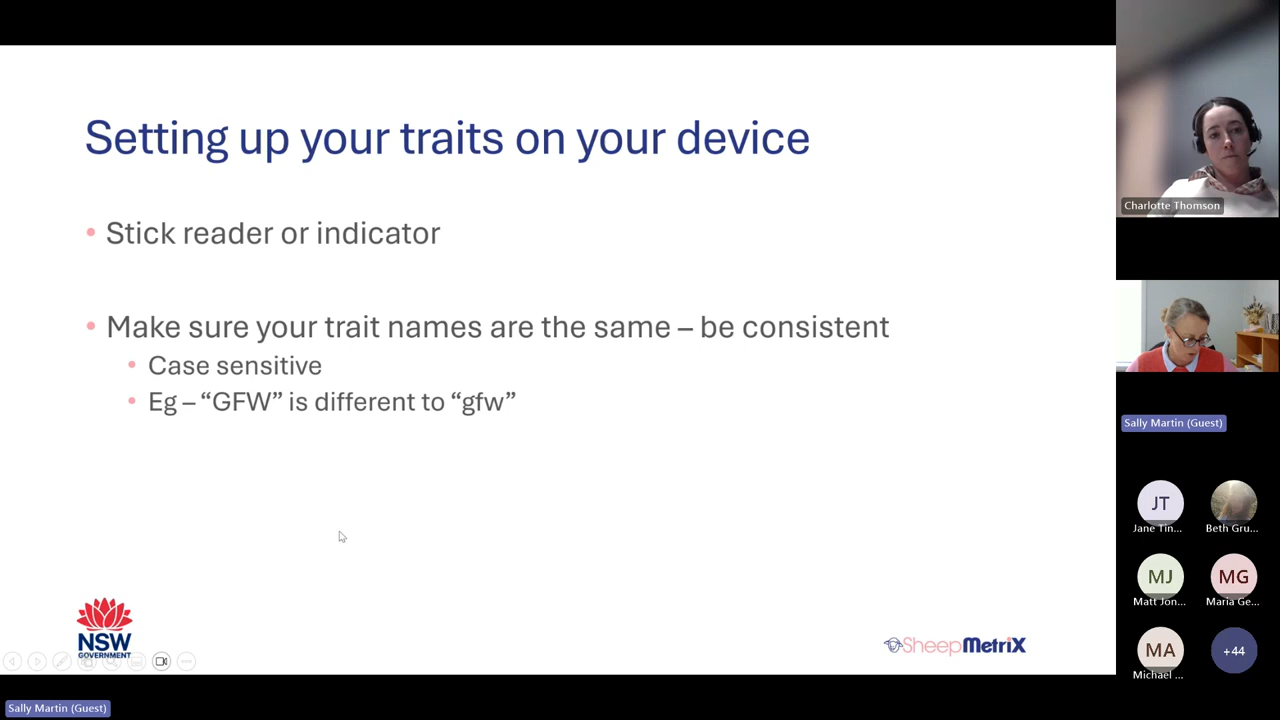 Setting up your traits on your device
• Stick reader or indicator
• Make sure your trait names are the same – be consistent
• Case sensitive
• Eg – “GFW” is different to “gfw”
NSW
GOVERNMENT
SheepMetriX
Sally Martin (Guest)
Charlotte Thomson
Sally Martin (Guest)
JT
Jane Tin...
Beth Gru...
MJ
Matt Jon...
MG
Maria Ge...
MA
Michael ...
+44